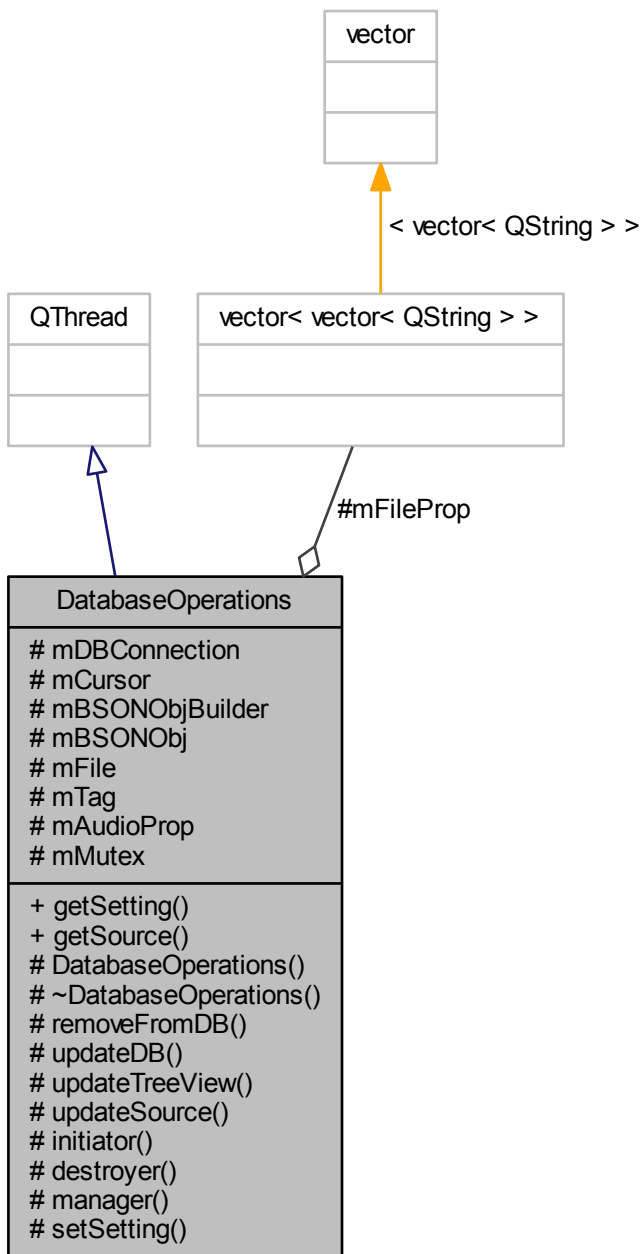 vector
< vector< QString > >
QThread
vector< vector< QString > >
#mFileProp
DatabaseOperations
# mDBConnection
# mCursor
# mBSONObjBuilder
# mBSONObj
# mFile
# mTag
# mAudioProp
# mMutex
+ getSetting()
+ getSource()
# DatabaseOperations()
# ~DatabaseOperations()
# removeFromDB()
# updateDB()
# updateTreeView()
# updateSource()
# initiator()
# destroyer()
# manager()
# setSetting()